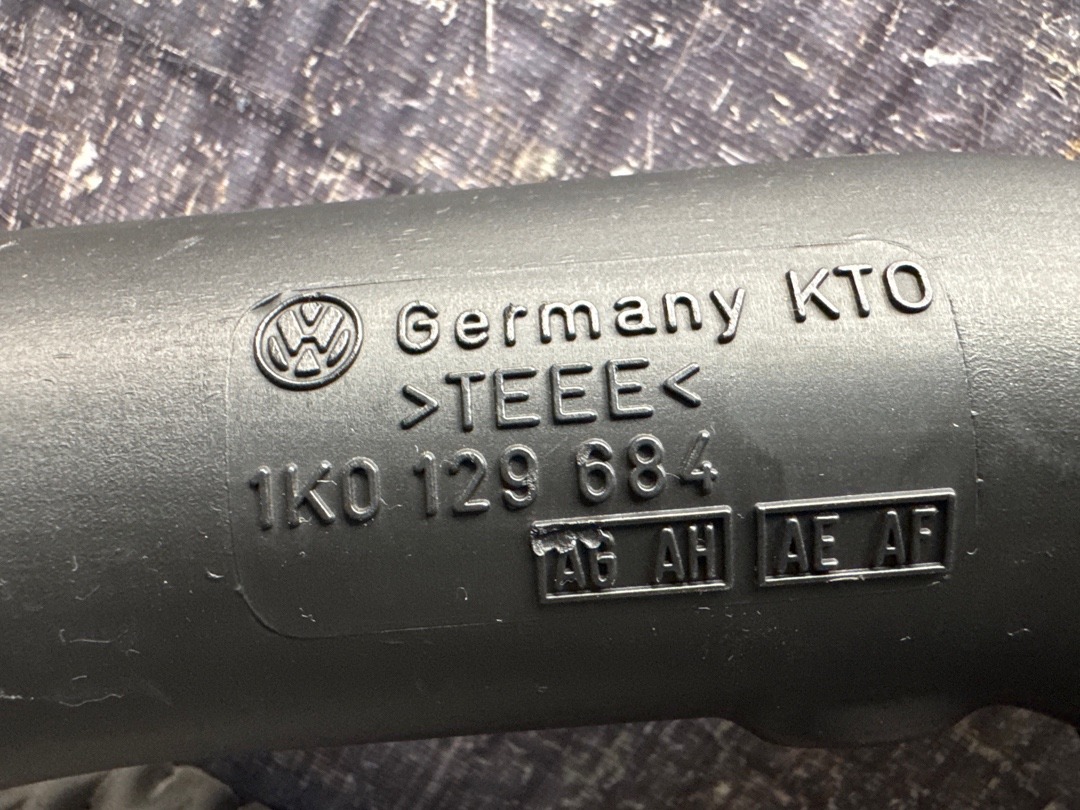 Germany KTO
>TEEE<
1K0 129 684
AG AH AE AF